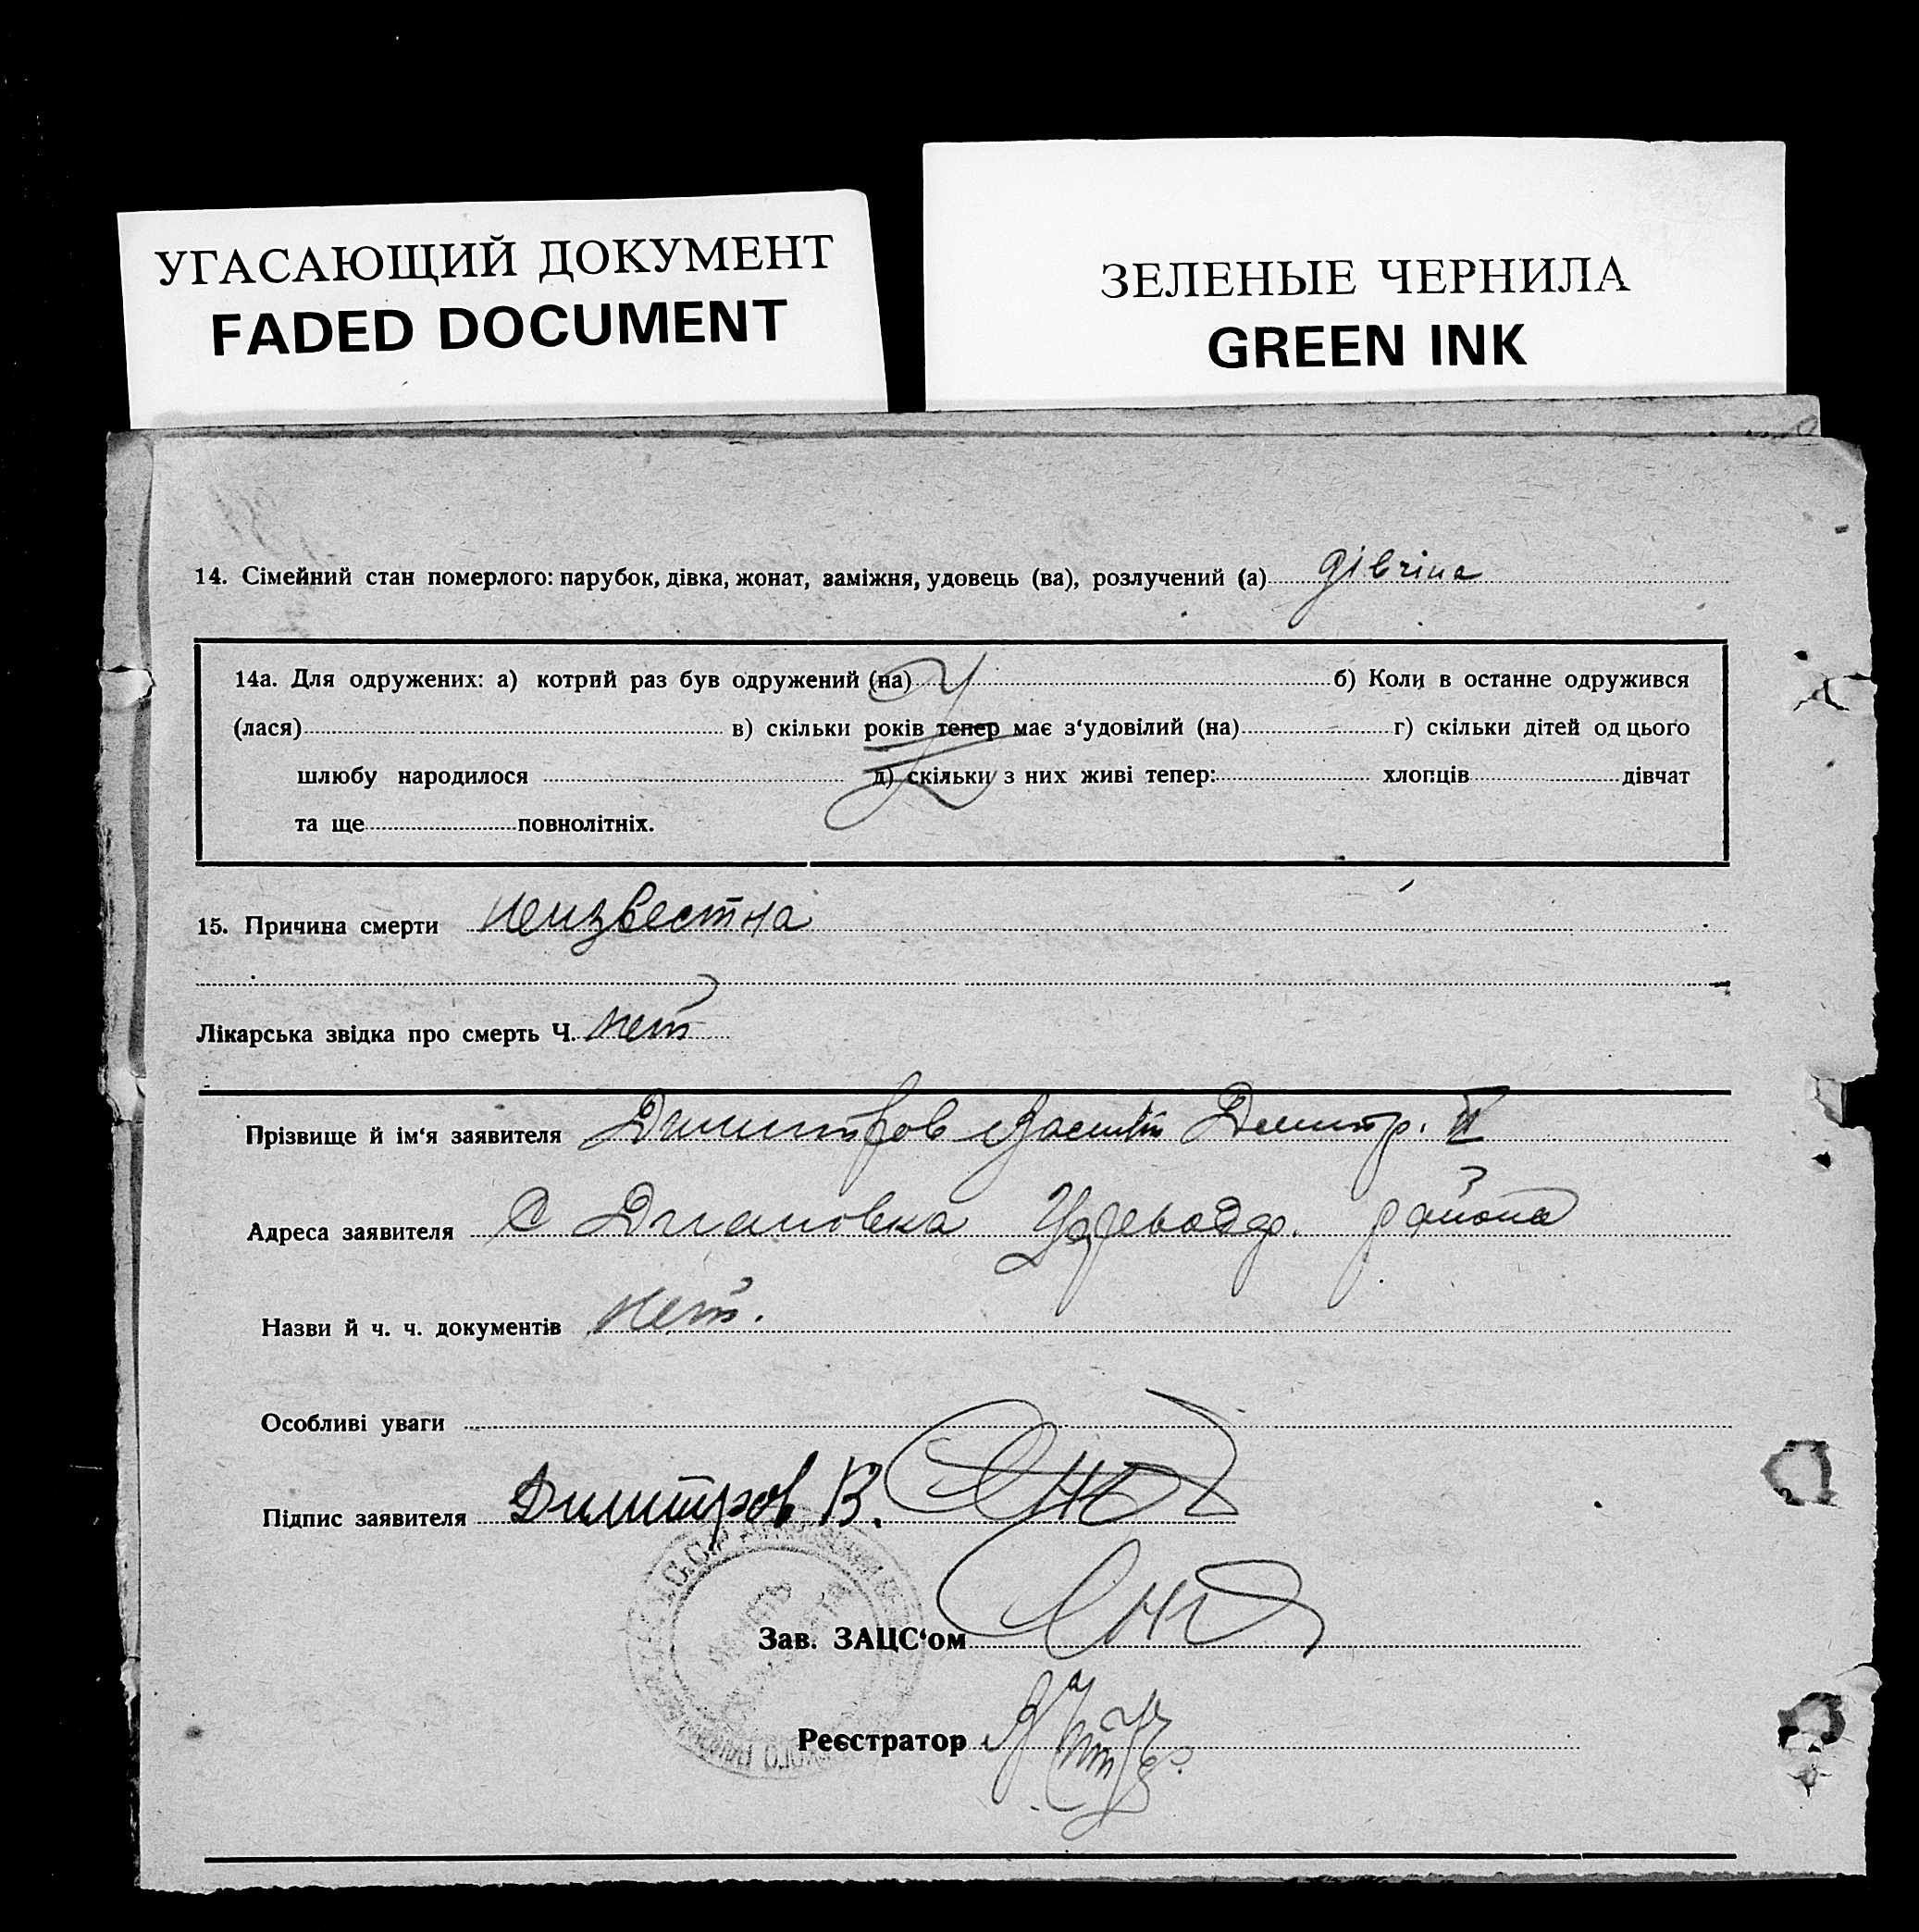 УГАСАЮЩИЙ ДОКУМЕНТ
FADED DOCUMENT
ЗЕЛЕНЫЕ ЧЕРНИЛА
GREEN INK
14. Сімейний стан померлого: парубок, дівка, жонат, заміжня, удовець (ва), розлучений (а)
14а. Для одружених: а) котрий раз був одружений (на) б) Коли в останне одружився
(лася) в) скільки років тепер має з‘удовілий (на) г) скільки дітей од цього
шлюбу народилося д) скільки з них живі тепер: хлопців дівчат
та ще повнолітніх.
15. Причина смерти неизвестна
Лікарська звідка про смерть Ч. нет
Прізвище й ім‘я заявителя Димитров Димитр.
Адреса заявителя С района
Назви й ч. ч. документів нет.
Особливі уваги
Підпис заявителя Димитров В.
Зав. ЗАЦС‘ом
Реєстратор